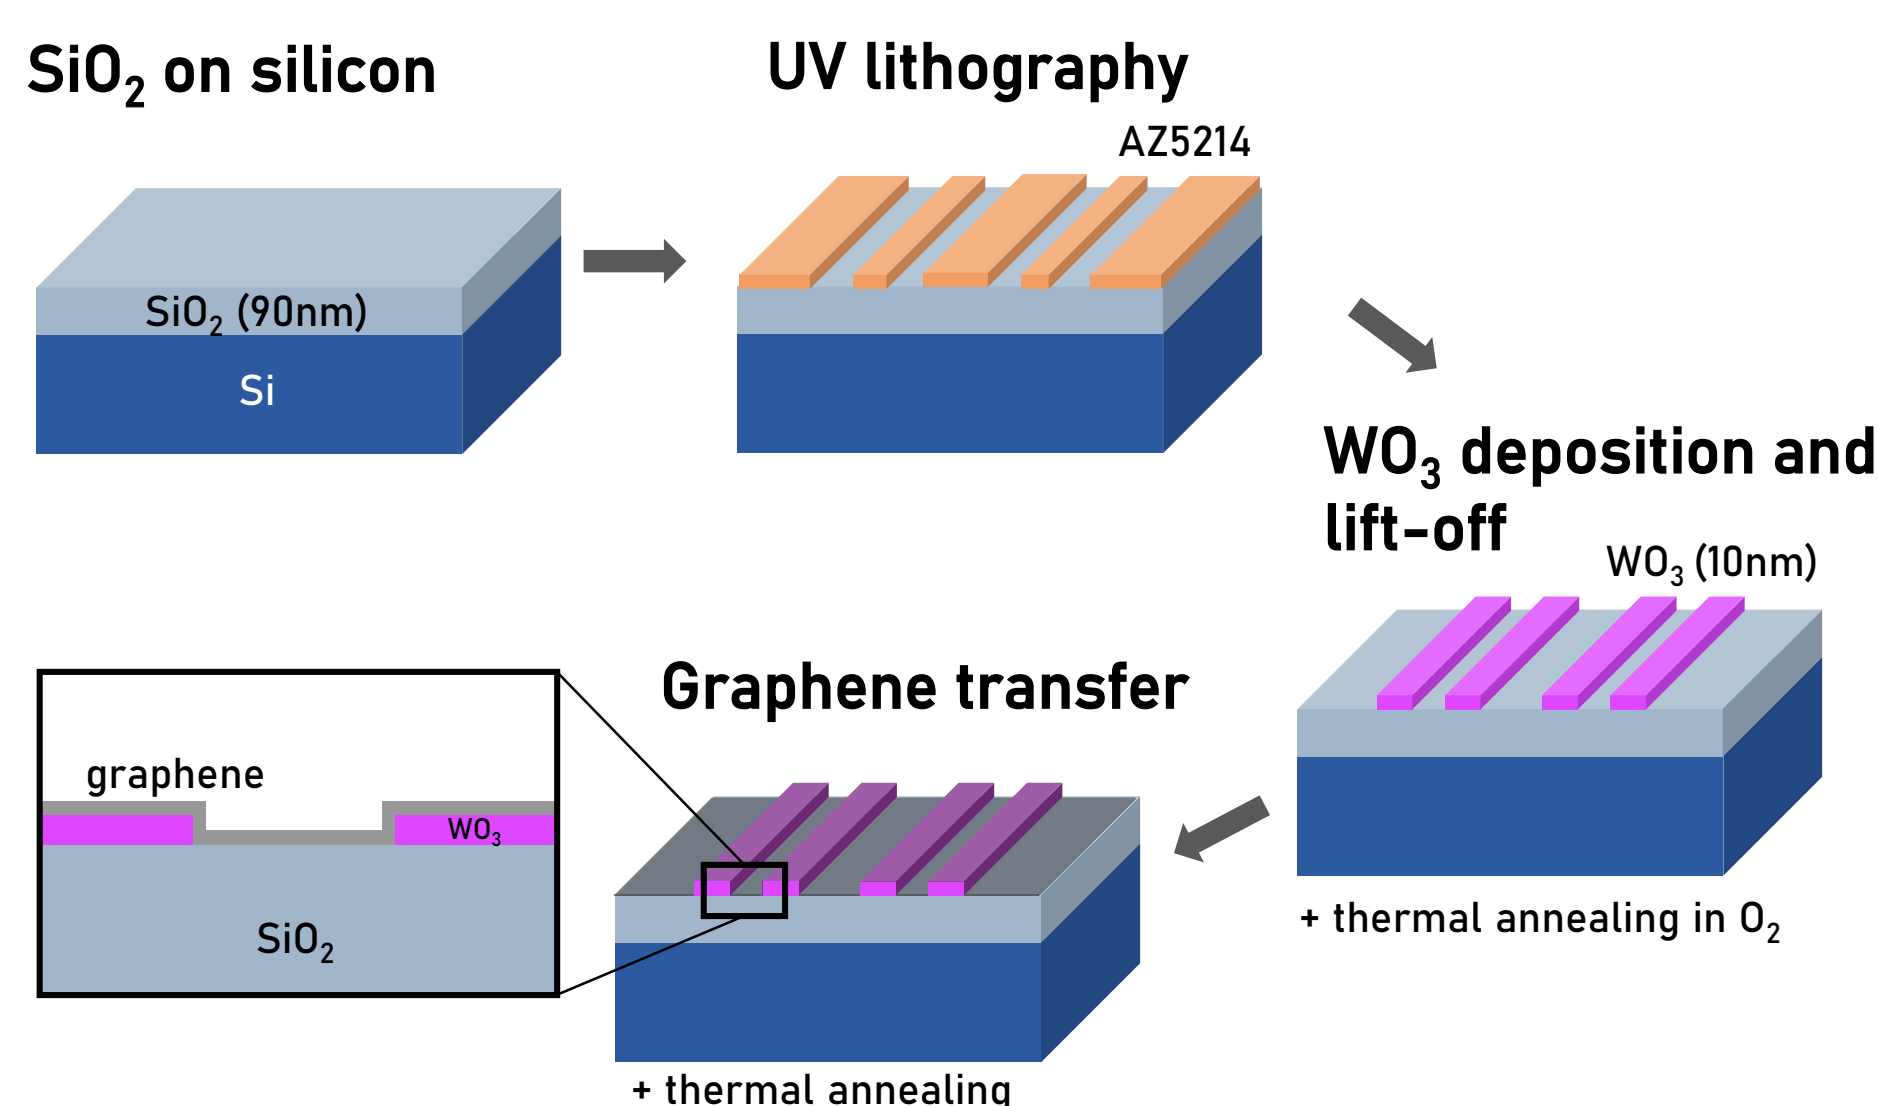 SiO₂ on silicon
SiO₂ (90nm)
Si
UV lithography
AZ5214
WO₃ deposition and
lift-off
WO₃ (10nm)
+ thermal annealing in O₂
Graphene transfer
+ thermal annealing
graphene
WO₃
SiO₂